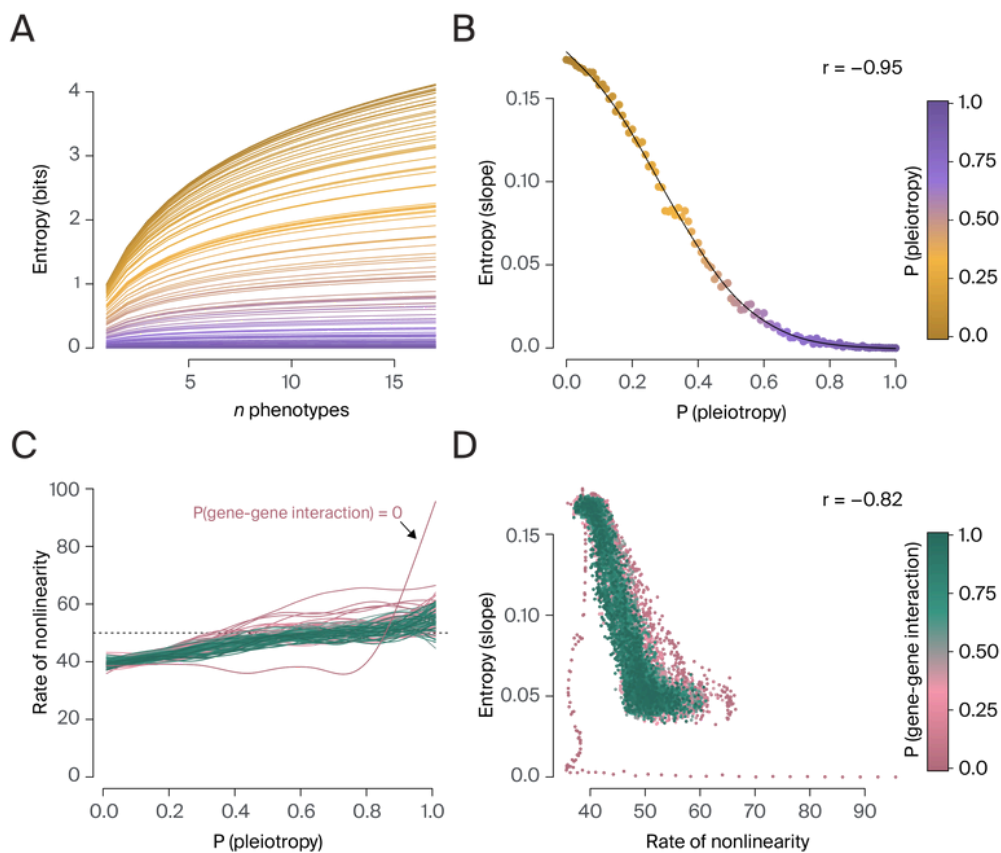 A
Entropy (bits)
4
3
2
1
0
5
10
15
n phenotypes
B
r = −0.95
Entropy (slope)
0.15
0.10
0.05
0.0
0.0
0.2
0.4
0.6
0.8
1.0
P (pleiotropy)
P (pleiotropy)
1.0
0.75
0.50
0.25
0.0
C
Rate of nonlinearity
100
80
60
40
20
0
P(gene-gene interaction) = 0
0.0
0.2
0.4
0.6
0.8
1.0
P (pleiotropy)
D
r = −0.82
Entropy (slope)
0.15
0.10
0.05
0.0
40
50
60
70
80
90
Rate of nonlinearity
P (gene-gene interaction)
1.0
0.75
0.50
0.25
0.0